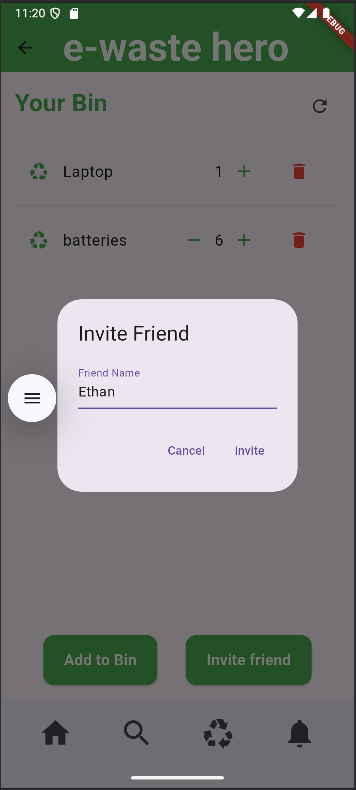 11:20
DEBUG
e-waste hero
Your Bin
Laptop 1 +
batteries − 6 +
Invite Friend
Friend Name
Ethan
Cancel Invite
Add to Bin Invite friend